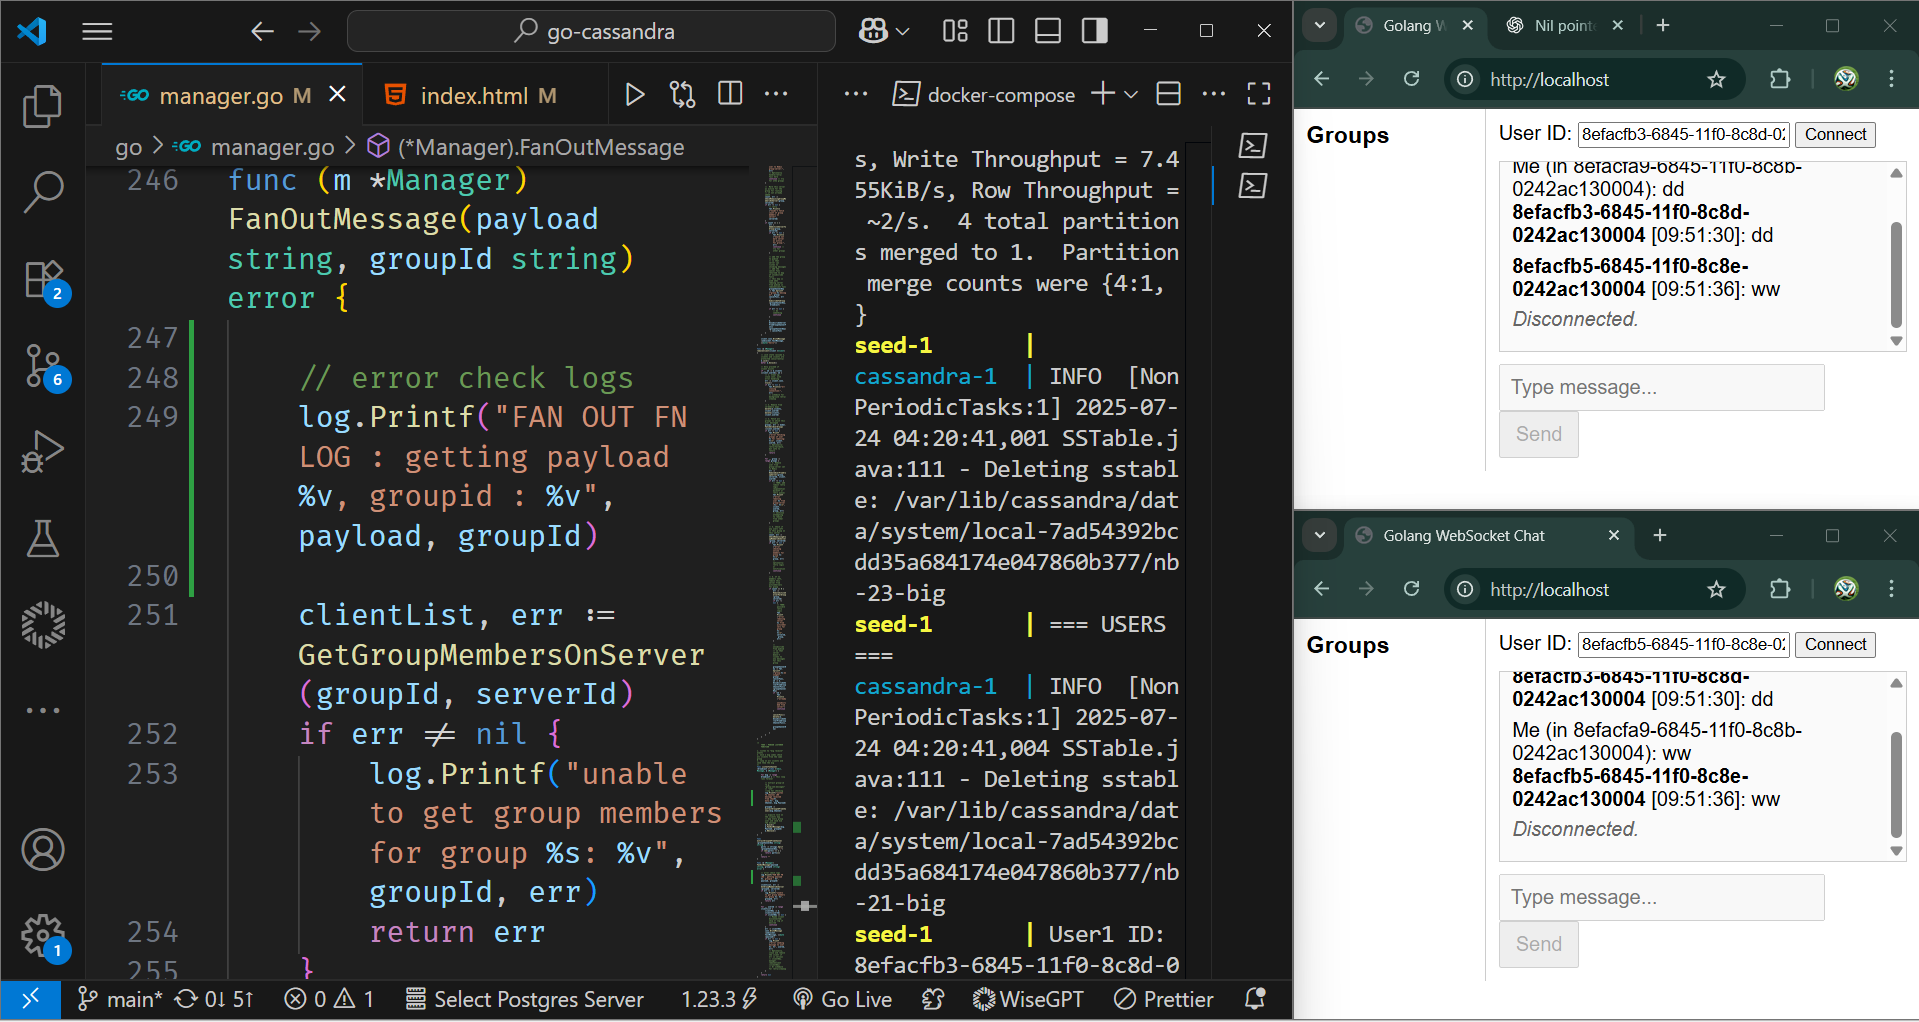 go-cassandra
manager.go M
index.html M
go > manager.go > (*Manager).FanOutMessage
246 func (m *Manager)
FanOutMessage(payload
string, groupId string)
error {
247
248 // error check logs
249 log.Printf("FAN OUT FN
LOG : getting payload
%v, groupid : %v",
payload, groupId)
250
251 clientList, err :=
GetGroupMembersOnServer
(groupId, serverId)
252 if err ≠ nil {
253 log.Printf("unable
to get group members
for group %s: %v",
groupId, err)
254 return err
255 }
2
6
1
docker-compose
s, Write Throughput = 7.4
55KiB/s, Row Throughput =
~2/s. 4 total partition
s merged to 1. Partition
merge counts were {4:1,
}
seed-1 |
cassandra-1 | INFO [Non
PeriodicTasks:1] 2025-07-
24 04:20:41,001 SSTable.j
ava:111 - Deleting sstabl
e: /var/lib/cassandra/dat
a/system/local-7ad54392bc
dd35a684174e047860b377/nb
-23-big
seed-1 | === USERS
===
cassandra-1 | INFO [Non
PeriodicTasks:1] 2025-07-
24 04:20:41,004 SSTable.j
ava:111 - Deleting sstabl
e: /var/lib/cassandra/dat
a/system/local-7ad54392bc
dd35a684174e047860b377/nb
-21-big
seed-1 | User1 ID:
8efacfb3-6845-11f0-8c8d-0
main* 0↓ 5↑ 0 1 Select Postgres Server 1.23.3 Go Live WiseGPT Prettier
Golang W
Nil point
http://localhost
Groups
User ID: 8efacfb3-6845-11f0-8c8d-02 Connect
Me (in 8efacfa9-6845-11f0-8c8b-
0242ac130004): dd
8efacfb3-6845-11f0-8c8d-
0242ac130004 [09:51:30]: dd
8efacfb5-6845-11f0-8c8e-
0242ac130004 [09:51:36]: ww
Disconnected.
Type message...
Send
Golang WebSocket Chat
http://localhost
Groups
User ID: 8efacfb5-6845-11f0-8c8e-02 Connect
8efacfb3-6845-11f0-8c8d-
0242ac130004 [09:51:30]: dd
Me (in 8efacfa9-6845-11f0-8c8b-
0242ac130004): ww
8efacfb5-6845-11f0-8c8e-
0242ac130004 [09:51:36]: ww
Disconnected.
Type message...
Send